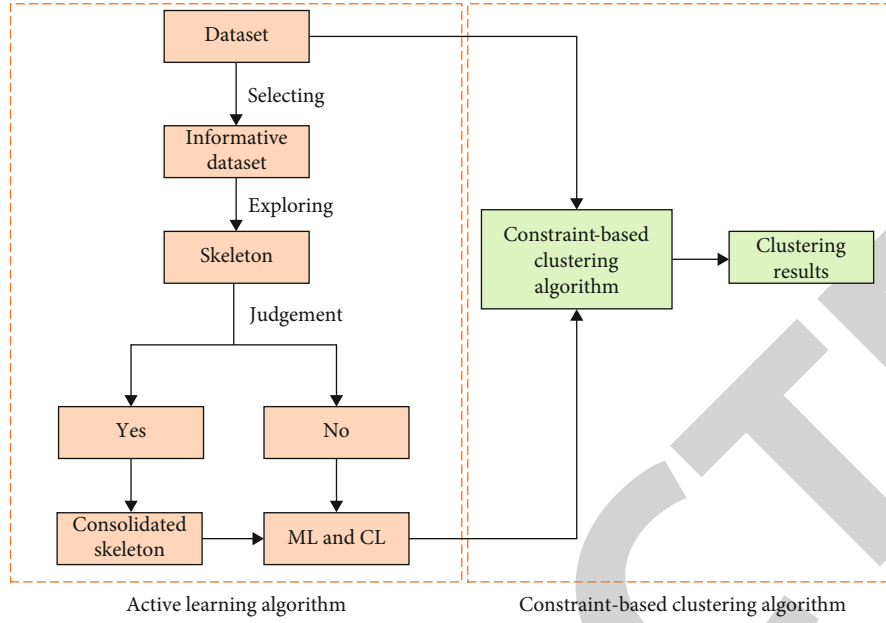 Dataset
Selecting
Informative
dataset
Exploring
Skeleton
Judgement
Yes
No
Consolidated
skeleton
ML and CL
Active learning algorithm
Constraint-based
clustering
algorithm
Clustering
results
Constraint-based clustering algorithm